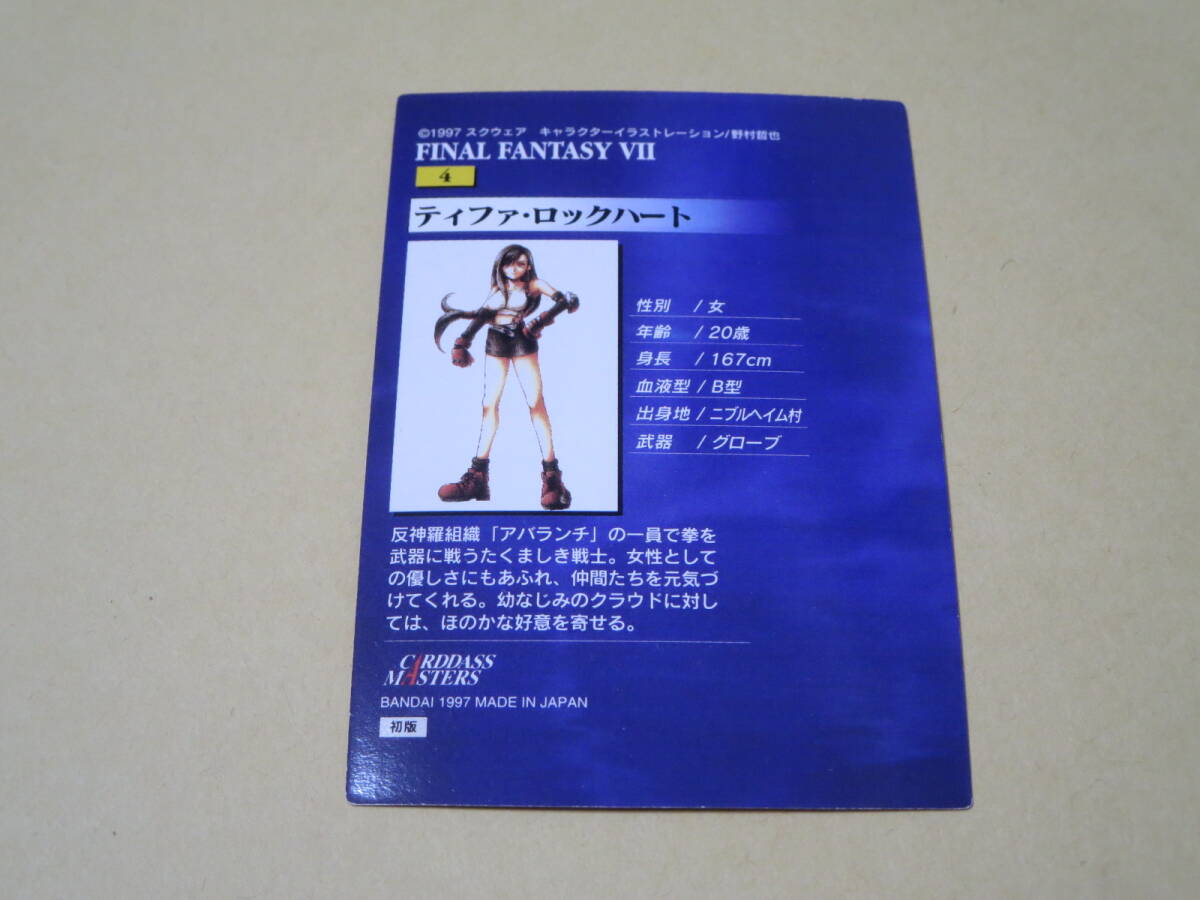 ©1997 スクウェア キャラクターイラストレーション/野村哲也
FINAL FANTASY VII
4
ティファ・ロックハート
性別 / 女
年齢 / 20歳
身長 / 167cm
血液型 / B型
出身地 / ニブルヘイム村
武器 / グローブ
反神羅組織「アバランチ」の一員で拳を
武器に戦うたくましき戦士。女性として
の優しさにもあふれ、仲間たちを元気づ
けてくれる。幼なじみのクラウドに対し
ては、ほのかな好意を寄せる。
CARDDASS
MASTERS
BANDAI 1997 MADE IN JAPAN
初版